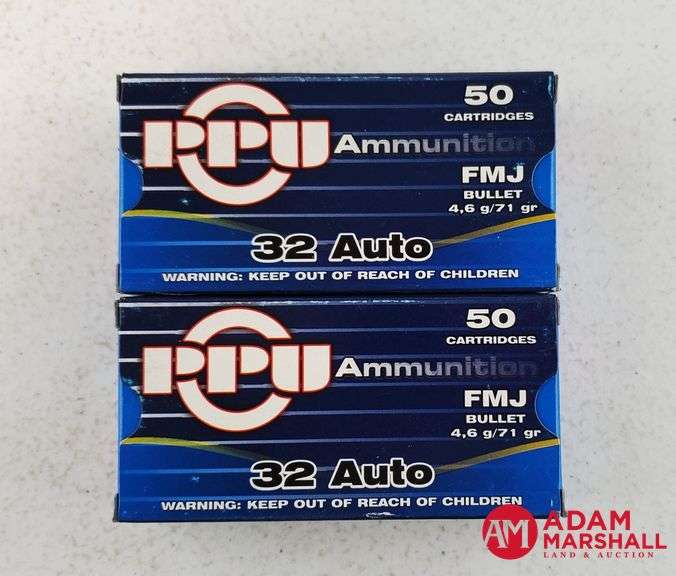 PPU Ammunition
50
CARTRIDGES
FMJ
BULLET
4,6 g/71 gr
32 Auto
WARNING: KEEP OUT OF REACH OF CHILDREN
PPU Ammunition
50
CARTRIDGES
FMJ
BULLET
4,6 g/71 gr
32 Auto
WARNING: KEEP OUT OF REACH OF CHILDREN
AM ADAM
MARSHALL
LAND & AUCTION